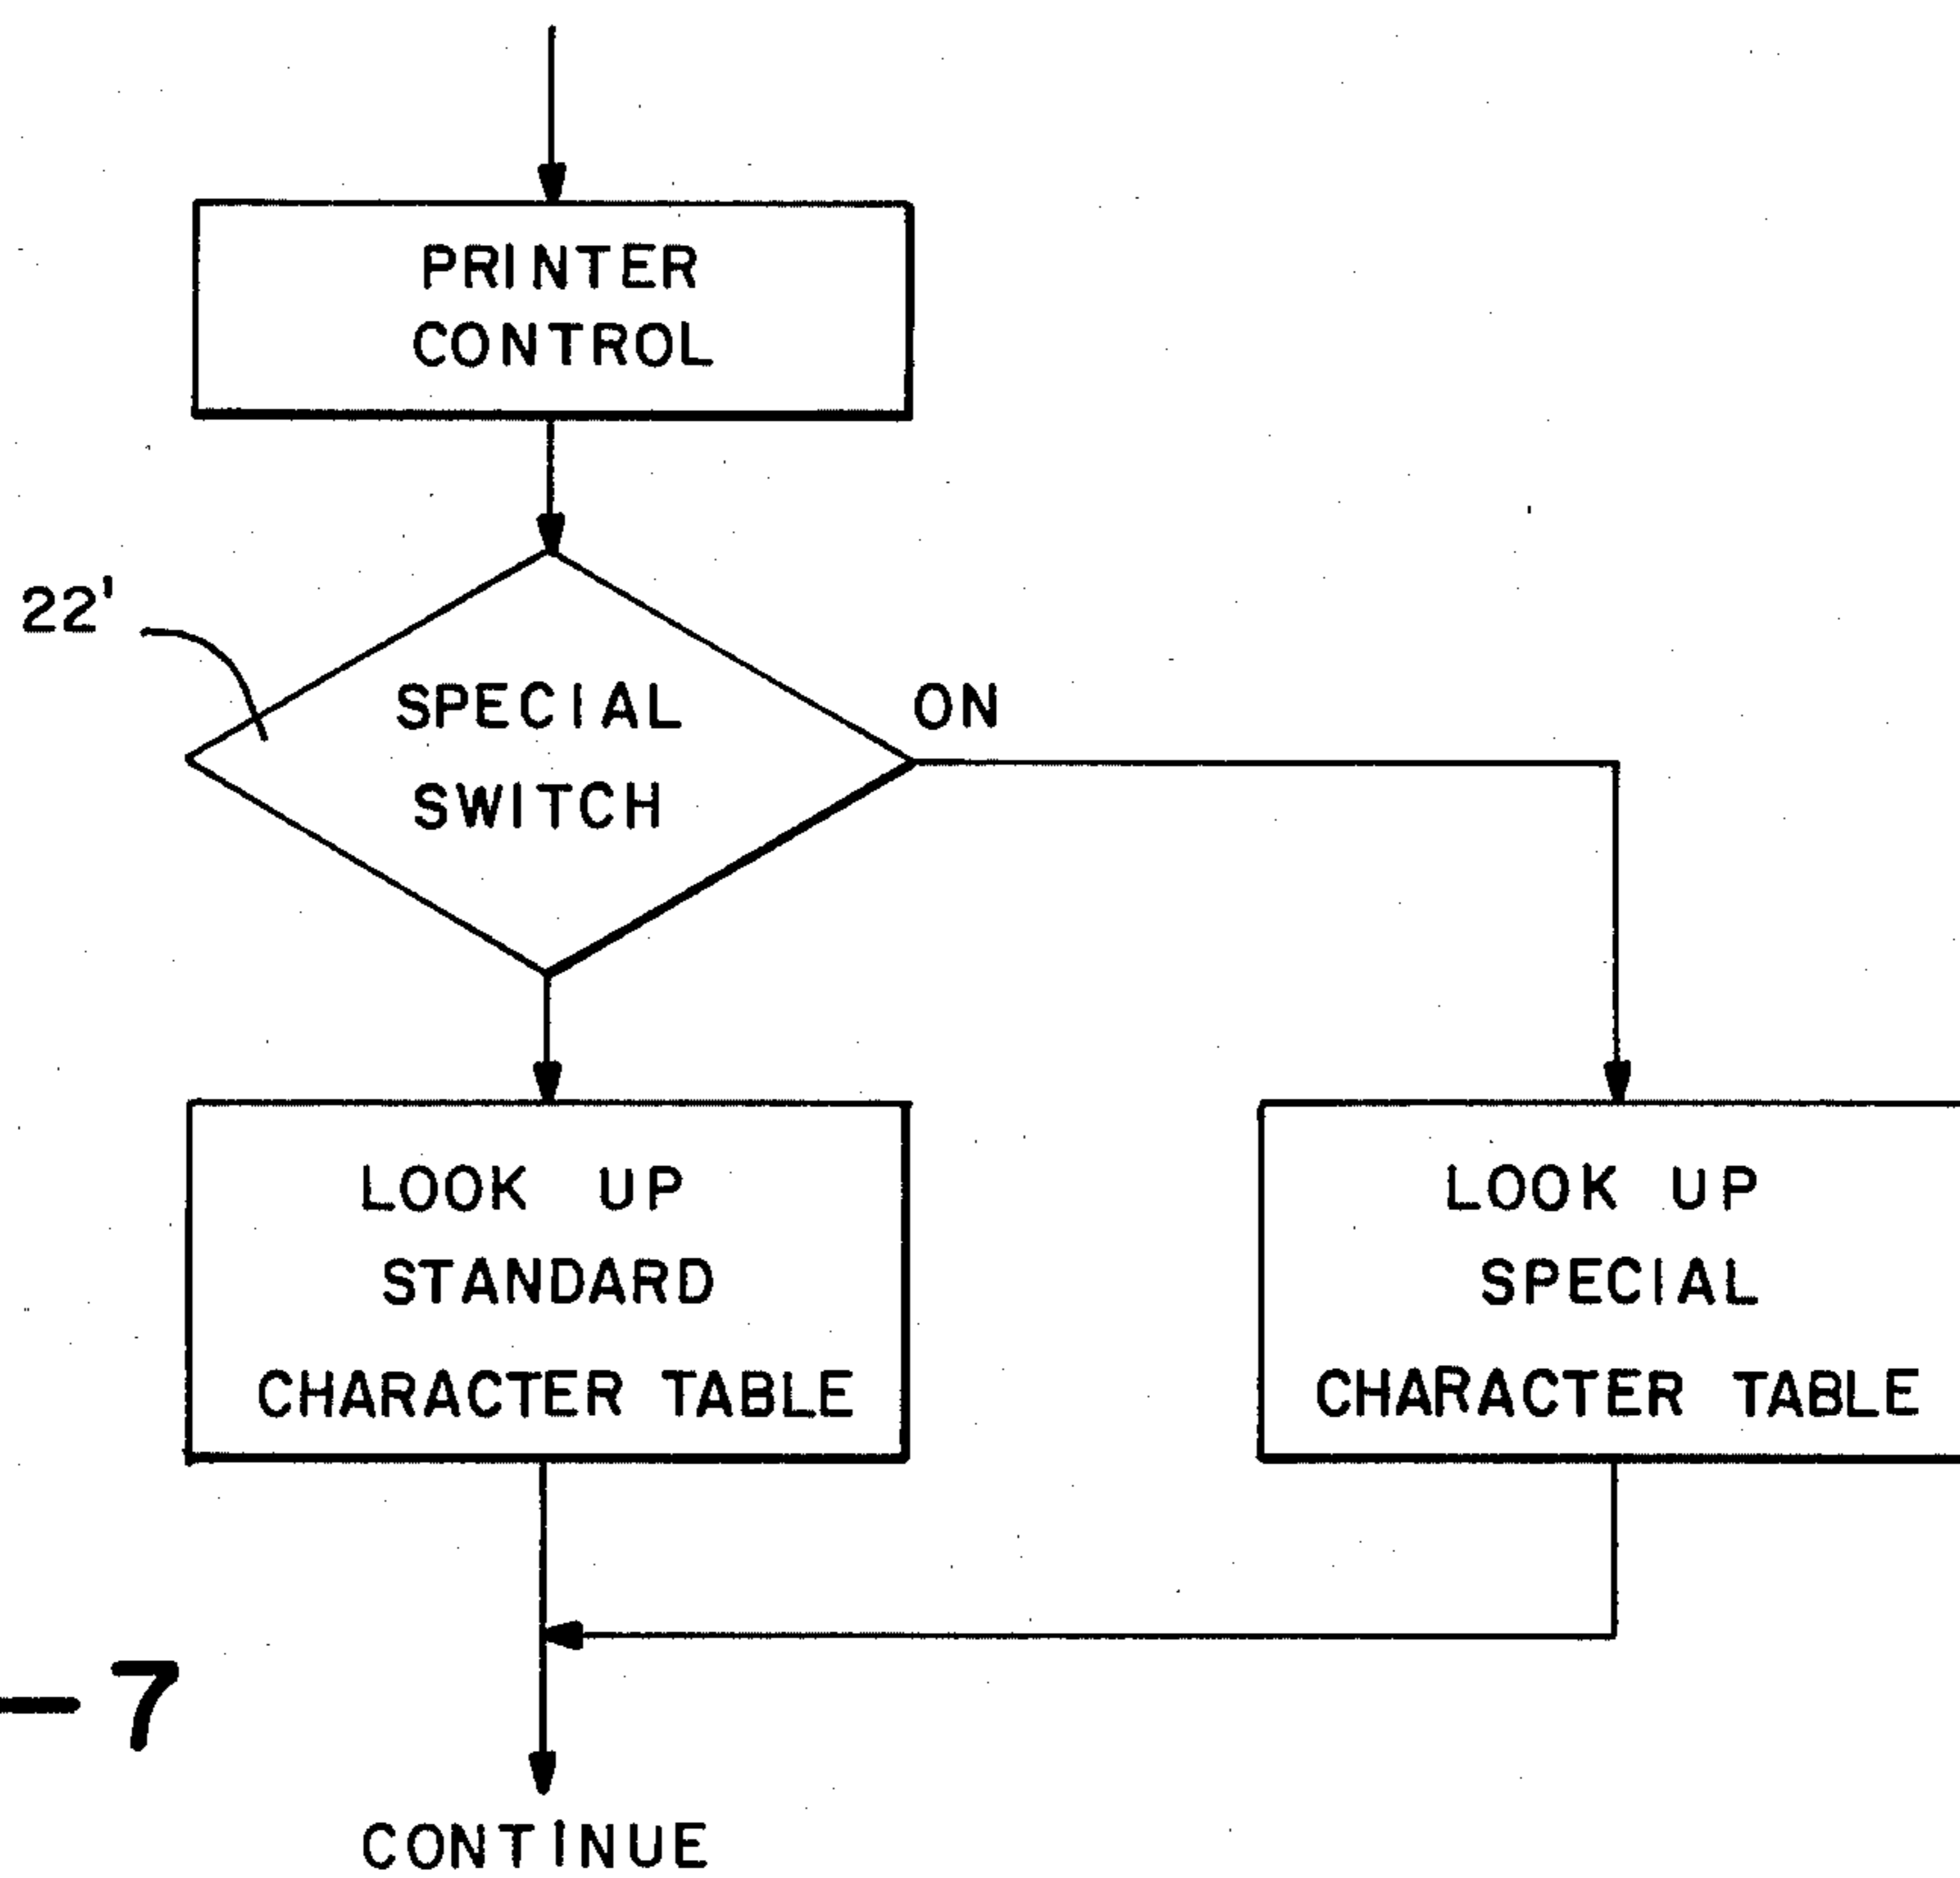 PRINTER
CONTROL
22'
SPECIAL
SWITCH
ON
LOOK UP
STANDARD
CHARACTER TABLE
LOOK UP
SPECIAL
CHARACTER TABLE
–7
CONTINUE